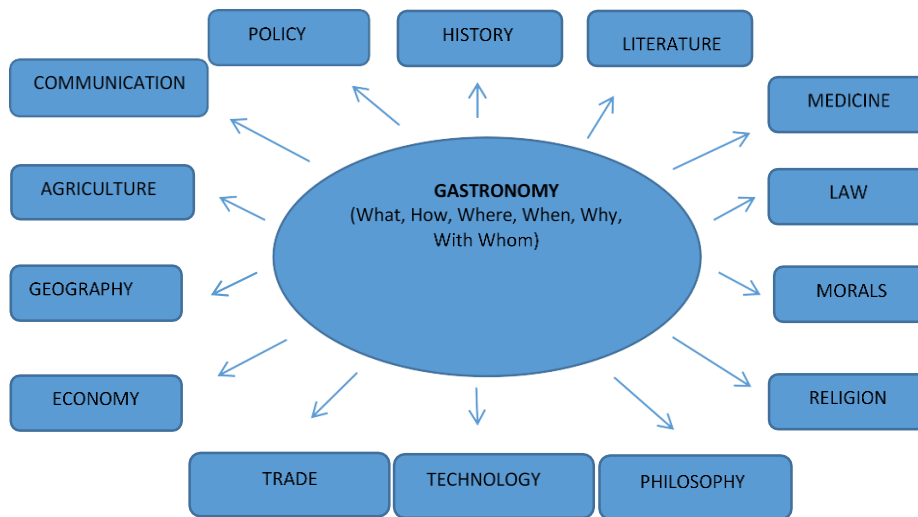 POLICY
HISTORY
LITERATURE
COMMUNICATION
MEDICINE
AGRICULTURE
LAW
GASTRONOMY
(What, How, Where, When, Why,
With Whom)
GEOGRAPHY
MORALS
ECONOMY
RELIGION
TRADE
TECHNOLOGY
PHILOSOPHY